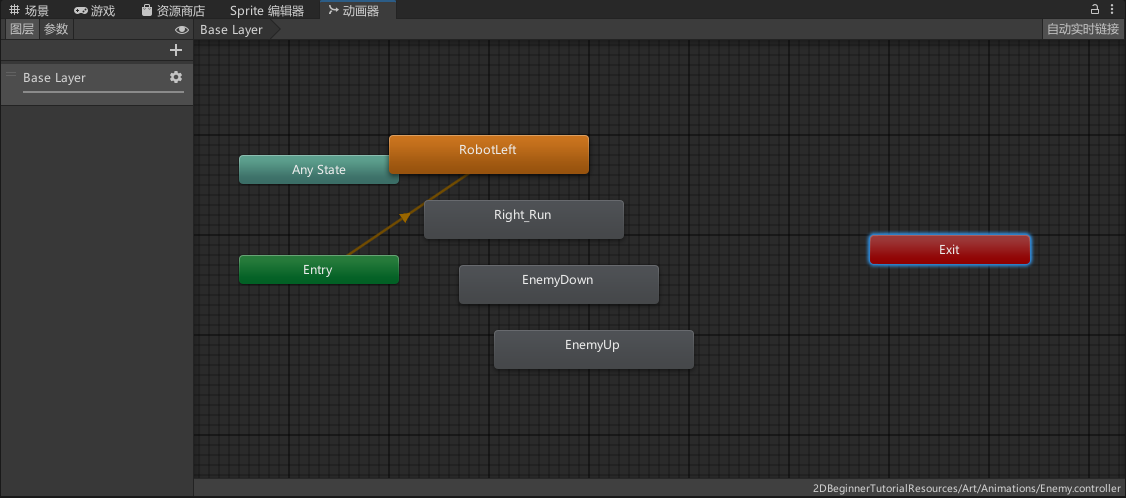 场景 游戏 资源商店 Sprite 编辑器 动画器
图层 参数 Base Layer 自动实时链接
Base Layer
RobotLeft
Any State
Right_Run
Exit
Entry
EnemyDown
EnemyUp
2DBeginnerTutorialResources/Art/Animations/Enemy.controller